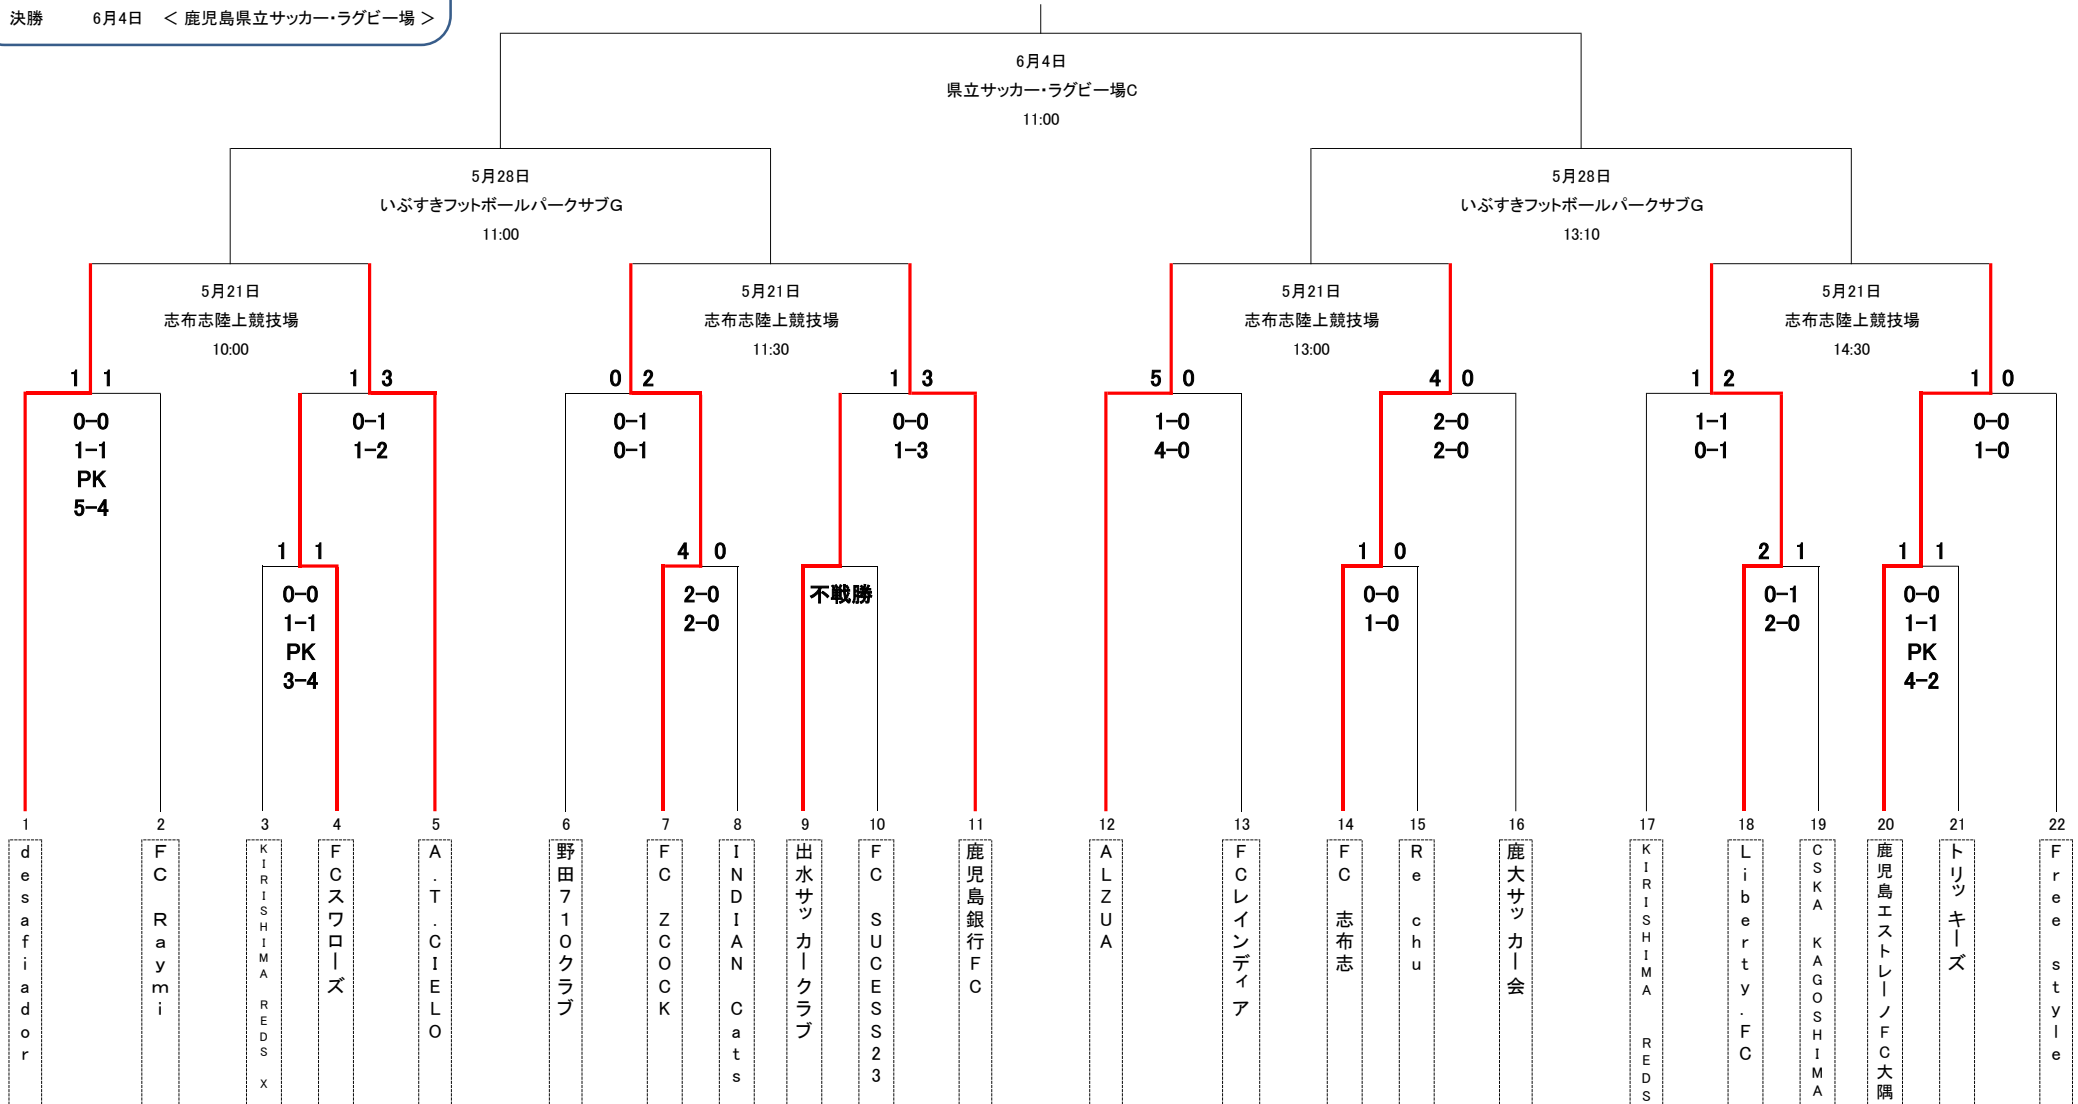 決勝 6月4日 ＜ 鹿児島県立サッカー・ラグビー場 ＞
6月4日
県立サッカー・ラグビー場C
11:00
5月28日
いぶすきフットボールパークサブG
11:00
5月28日
いぶすきフットボールパークサブG
13:10
5月21日
志布志陸上競技場
10:00
5月21日
志布志陸上競技場
11:30
5月21日
志布志陸上競技場
13:00
5月21日
志布志陸上競技場
14:30
1 1
0-0
1-1
PK
5-4
1 3
0-1
1-2
0 2
0-1
0-1
1 3
0-0
1-3
5 0
1-0
4-0
4 0
2-0
2-0
1 2
1-1
0-1
1 0
0-0
1-0
1 1
0-0
1-1
PK
3-4
4 0
2-0
2-0
不戦勝
1 0
0-0
1-0
2 1
0-1
2-0
1 1
0-0
1-1
PK
4-2
1
desafiador
2
FC Raymi
3
KIRISHIMA REDS X
4
FCスワローズ
5
A.T.CIELO
6
野田710クラブ
7
FC ZCOCK
8
INDIAN Cats
9
出水サッカークラブ
10
FC SUCESS23
11
鹿児島銀行FC
12
ALZUA
13
FCレインディア
14
FC 志布志
15
Re chu
16
鹿大サッカー会
17
KIRISHIMA REDS
18
Liberty.FC
19
CSKA KAGOSHIMA
20
鹿児島エストレーノFC大隅
21
トリッキーズ
22
Free style